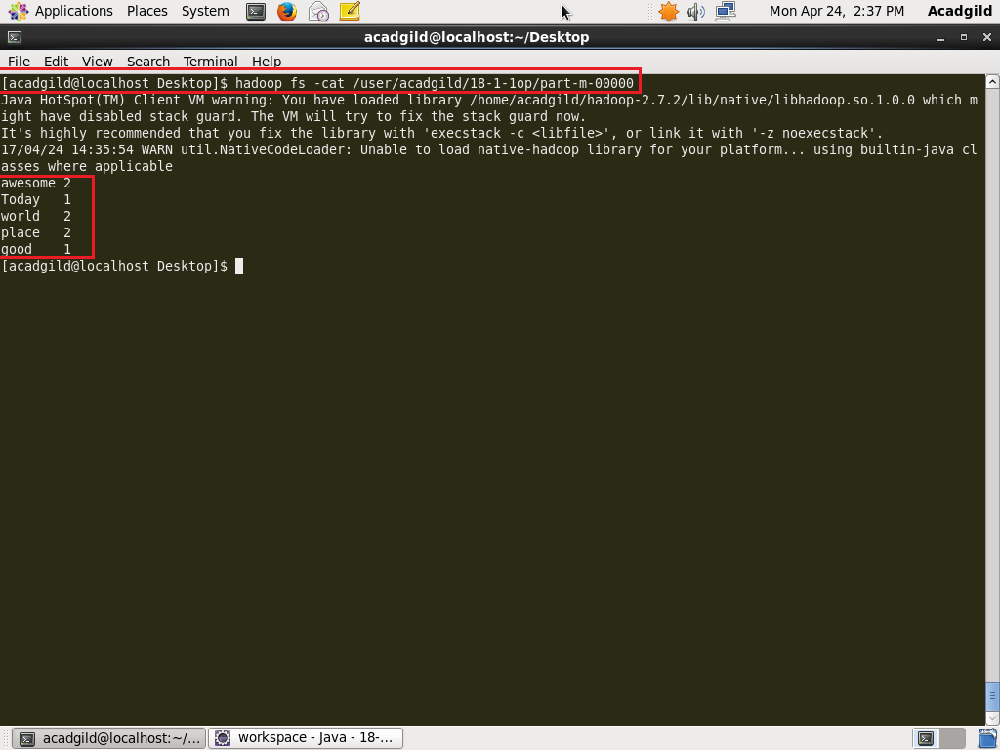 Applications Places System Mon Apr 24, 2:37 PM Acadgild
acadgild@localhost:~/Desktop
File Edit View Search Terminal Help
[acadgild@localhost Desktop]$ hadoop fs -cat /user/acadgild/18-1-1op/part-m-00000
Java HotSpot(TM) Client VM warning: You have loaded library /home/acadgild/hadoop-2.7.2/lib/native/libhadoop.so.1.0.0 which m
ight have disabled stack guard. The VM will try to fix the stack guard now.
It's highly recommended that you fix the library with 'execstack -c <libfile>', or link it with '-z noexecstack'.
17/04/24 14:35:54 WARN util.NativeCodeLoader: Unable to load native-hadoop library for your platform... using builtin-java cl
asses where applicable
awesome 2
Today 1
world 2
place 2
good 1
[acadgild@localhost Desktop]$
acadgild@localhost:~/... workspace - Java - 18-...